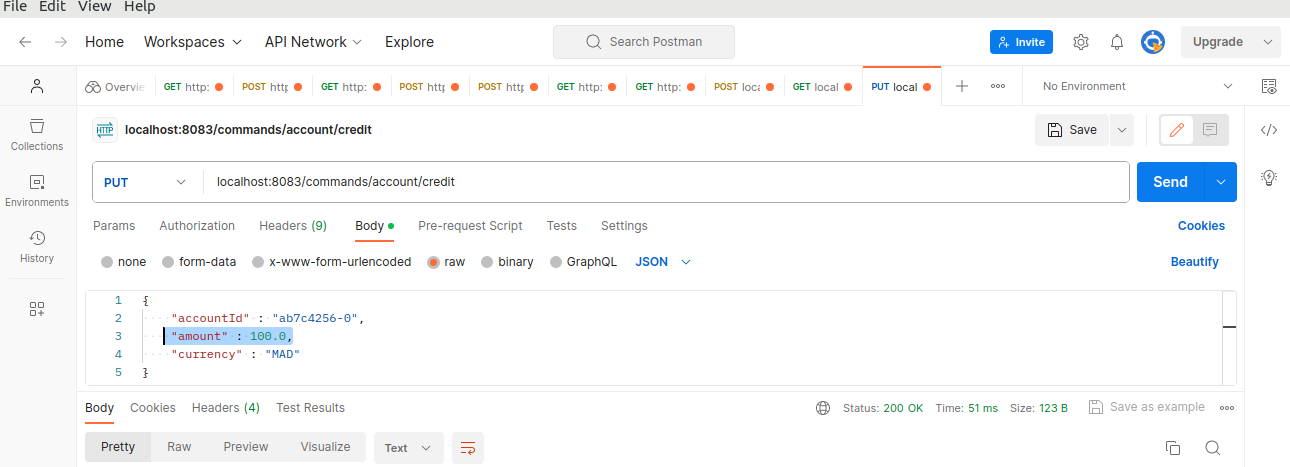 File Edit View Help
Home Workspaces API Network Explore Search Postman Invite Upgrade
Overvie GET http: POST http GET http: POST http POST http GET http: GET http: POST loca GET local PUT local No Environment
HTTP localhost:8083/commands/account/credit Save
Collections
PUT localhost:8083/commands/account/credit Send
Environments
Params Authorization Headers (9) Body Pre-request Script Tests Settings Cookies
History
none form-data x-www-form-urlencoded raw binary GraphQL JSON Beautify
1 {
2 "accountId" : "ab7c4256-0",
3 "amount" : 100.0,
4 "currency" : "MAD"
5 }
Body Cookies Headers (4) Test Results Status: 200 OK Time: 51 ms Size: 123 B Save as example
Pretty Raw Preview Visualize Text